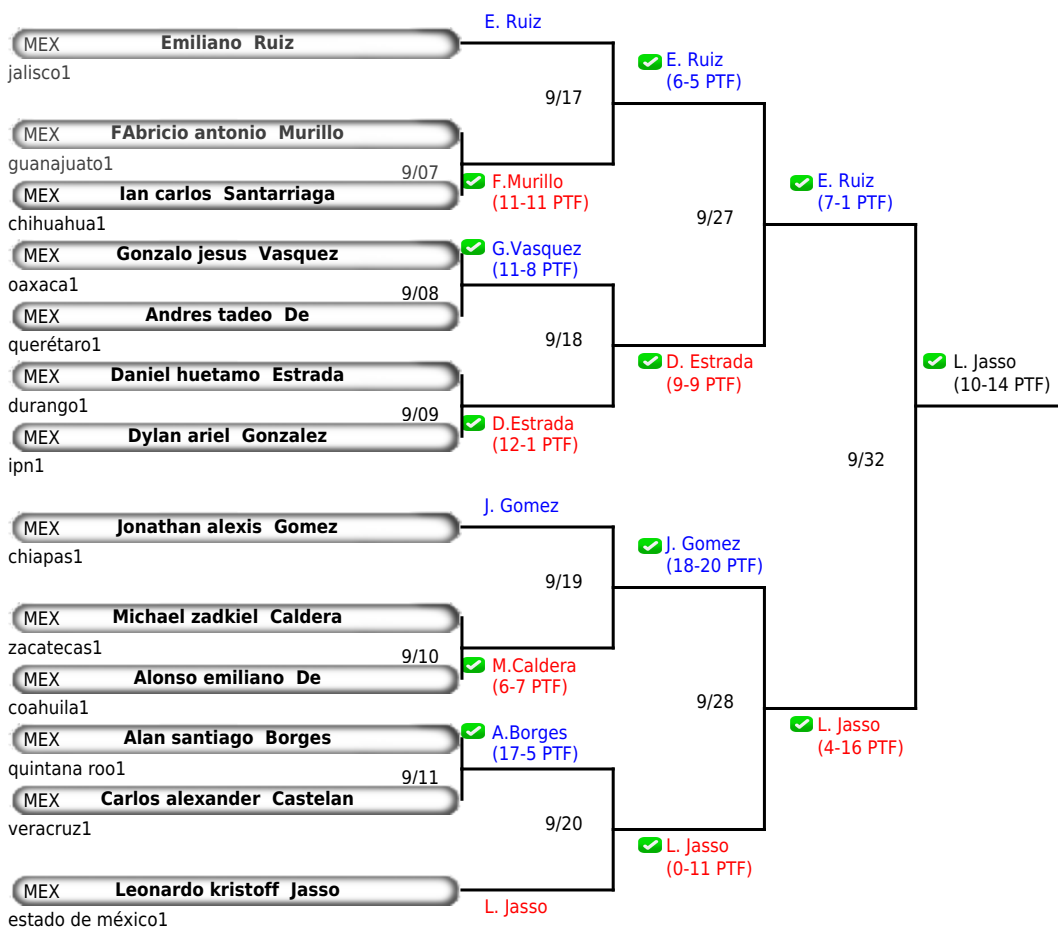 E. Ruiz
MEX Emiliano Ruiz
jalisco1
E. Ruiz
(6-5 PTF)
9/17
MEX FAbricio antonio Murillo
guanajuato1
9/07
F.Murillo
(11-11 PTF)
MEX Ian carlos Santarriaga
chihuahua1
E. Ruiz
(7-1 PTF)
9/27
MEX Gonzalo jesus Vasquez
oaxaca1
G.Vasquez
(11-8 PTF)
9/08
MEX Andres tadeo De
querétaro1
9/18
D. Estrada
(9-9 PTF)
MEX Daniel huetamo Estrada
durango1
9/09
D.Estrada
(12-1 PTF)
MEX Dylan ariel Gonzalez
ipn1
L. Jasso
(10-14 PTF)
9/32
J. Gomez
MEX Jonathan alexis Gomez
chiapas1
J. Gomez
(18-20 PTF)
9/19
MEX Michael zadkiel Caldera
zacatecas1
9/10
M.Caldera
(6-7 PTF)
MEX Alonso emiliano De
coahuila1
9/28
L. Jasso
(4-16 PTF)
MEX Alan santiago Borges
quintana roo1
A.Borges
(17-5 PTF)
9/11
MEX Carlos alexander Castelan
veracruz1
9/20
L. Jasso
(0-11 PTF)
MEX Leonardo kristoff Jasso
estado de méxico1
L. Jasso